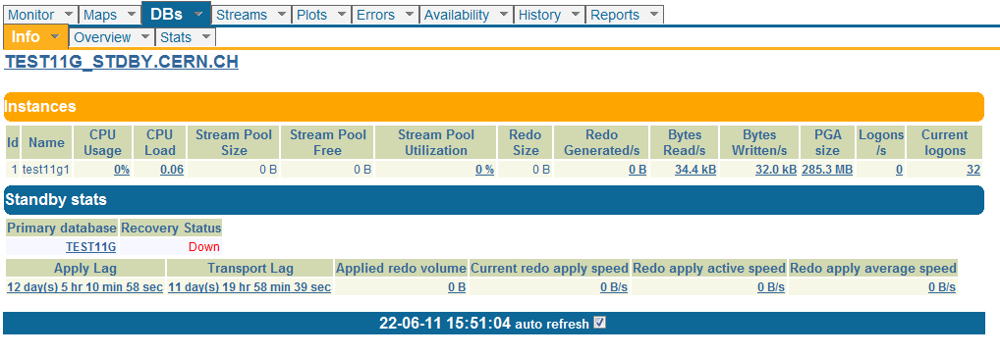 Monitor Maps DBs Streams Plots Errors Availability History Reports
Info Overview Stats
TEST11G_STDBY.CERN.CH
Instances
Id Name CPU Usage CPU Load Stream Pool Size Stream Pool Free Stream Pool Utilization Redo Size Redo Generated/s Bytes Read/s Bytes Written/s PGA size Logons /s Current logons
1 test11g1 0% 0.06 0 B 0 B 0 % 0 B 0 B 34.4 kB 32.0 kB 285.3 MB 0 32
Standby stats
Primary database Recovery Status
TEST11G Down
Apply Lag Transport Lag Applied redo volume Current redo apply speed Redo apply active speed Redo apply average speed
12 day(s) 5 hr 10 min 58 sec 11 day(s) 19 hr 58 min 39 sec 0 B 0 B/s 0 B/s 0 B/s
22-06-11 15:51:04 auto refresh